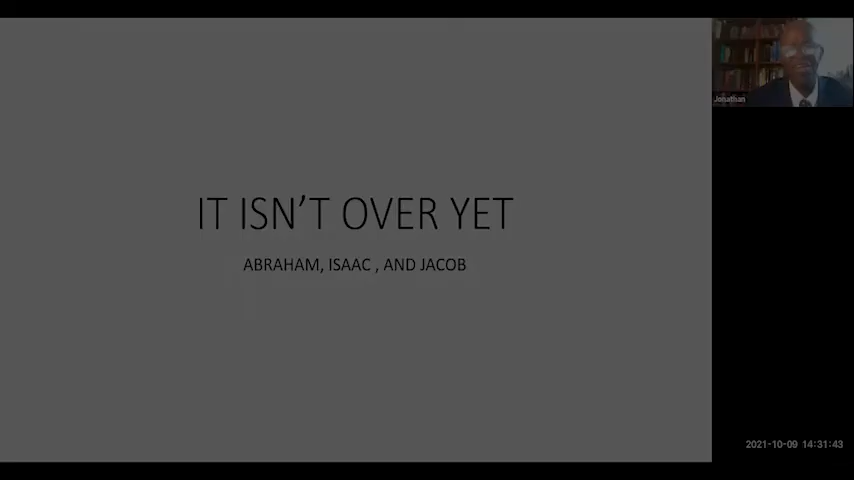 IT ISN’T OVER YET
ABRAHAM, ISAAC , AND JACOB
Jonathan
2021-10-09 14:31:43